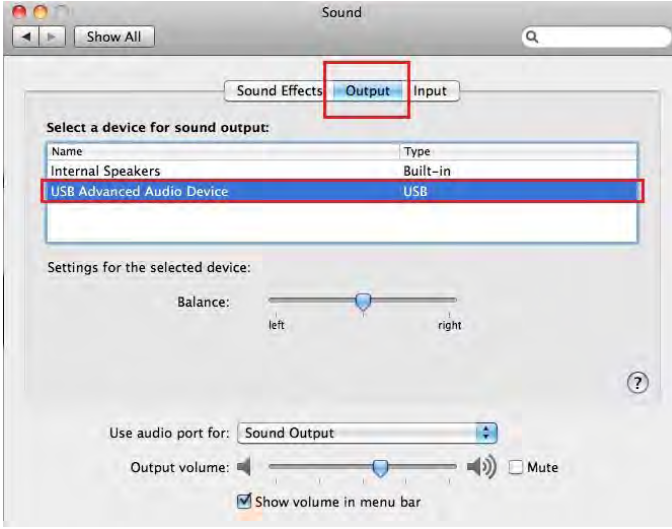 Sound
Show All
Sound Effects Output Input
Select a device for sound output:
Name Type
Internal Speakers Built-in
USB Advanced Audio Device USB
Settings for the selected device:
Balance:
left right
?
Use audio port for: Sound Output
Output volume: Mute
Show volume in menu bar